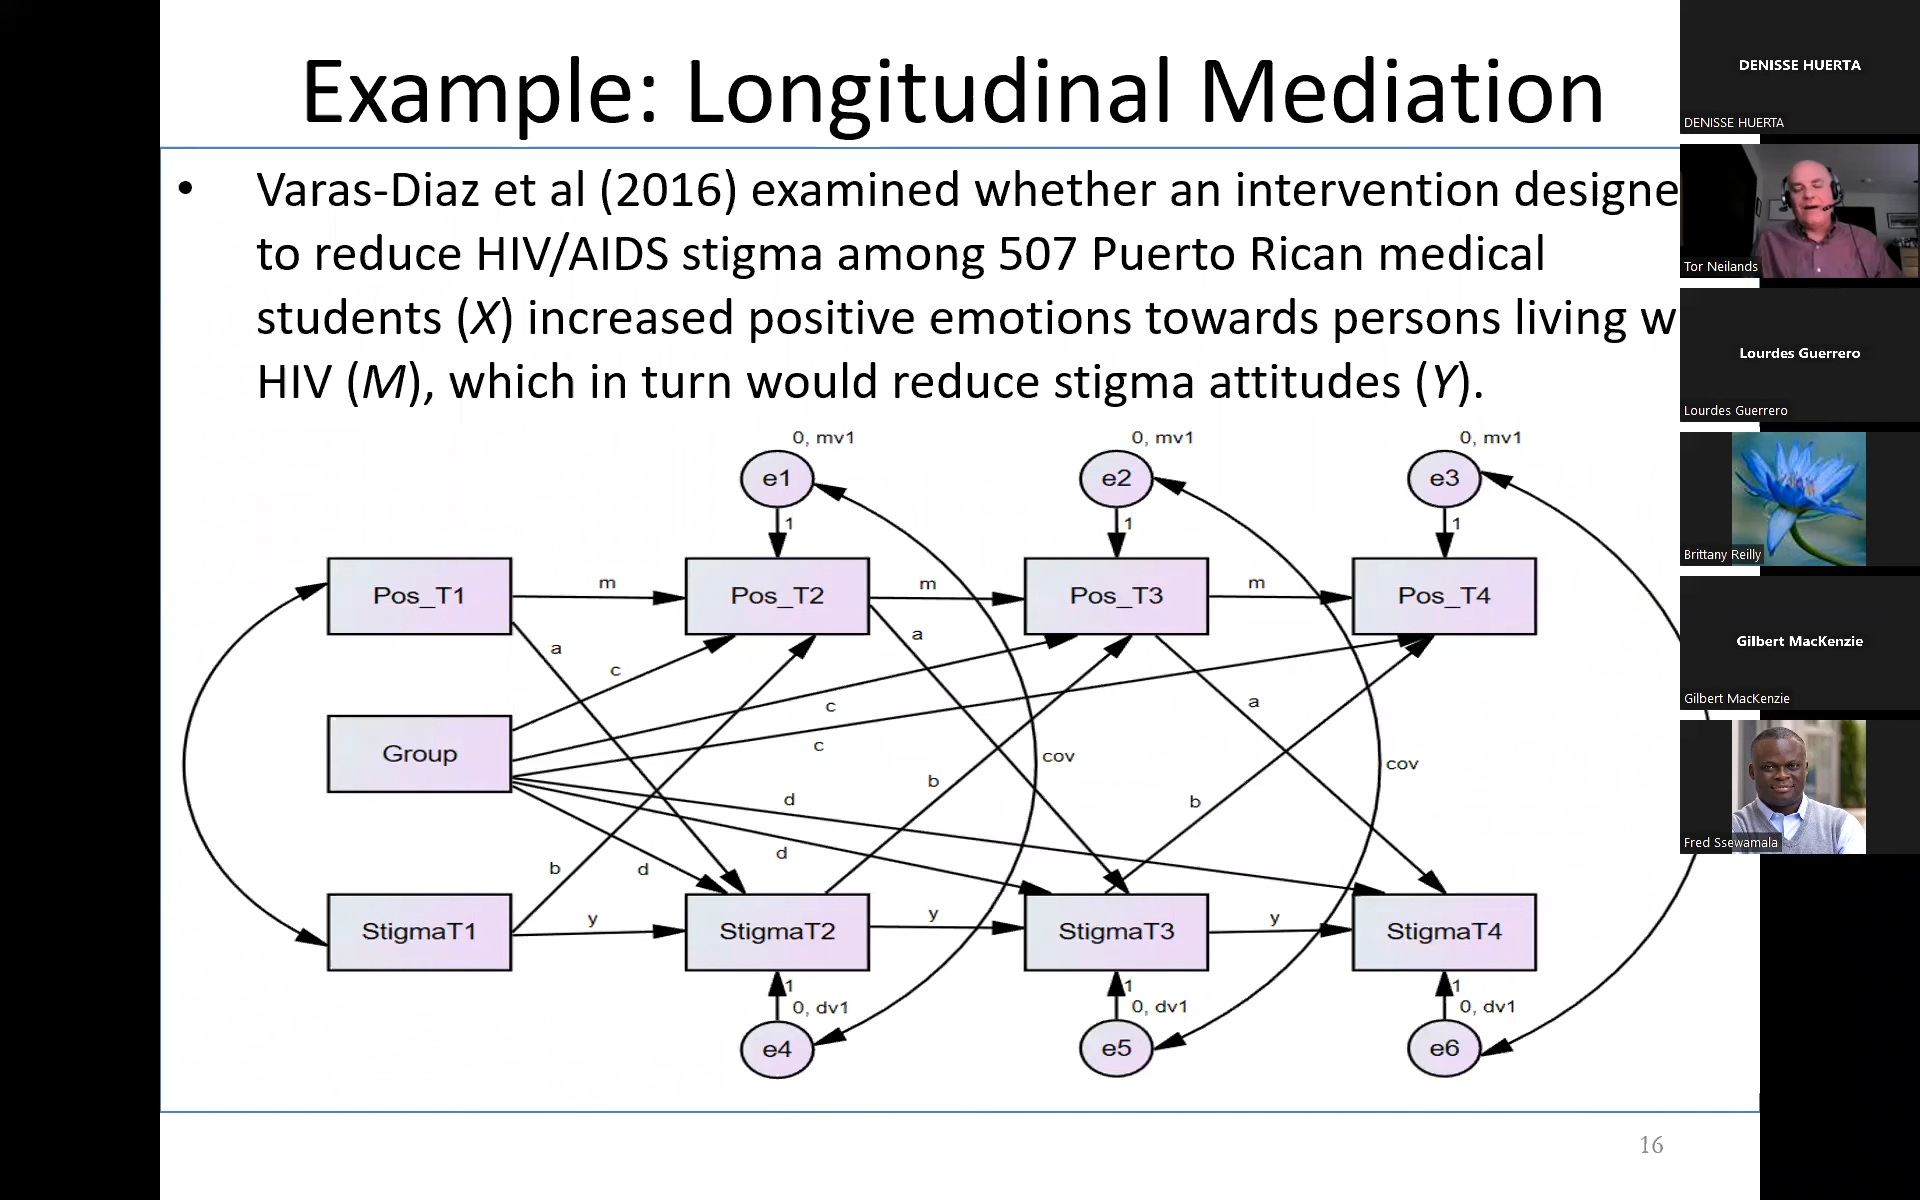 Example: Longitudinal Mediation
• Varas-Diaz et al (2016) examined whether an intervention designe
to reduce HIV/AIDS stigma among 507 Puerto Rican medical
students (X) increased positive emotions towards persons living w
HIV (M), which in turn would reduce stigma attitudes (Y).
0, mv1
0, mv1
0, mv1
e1
e2
e3
1
1
1
Pos_T1
m
Pos_T2
m
Pos_T3
m
Pos_T4
a
a
c
a
c
c
Group
cov
cov
b
d
b
d
b
d
StigmaT1
y
StigmaT2
y
StigmaT3
y
StigmaT4
1
1
1
0, dv1
0, dv1
0, dv1
e4
e5
e6
16
DENISSE HUERTA
DENISSE HUERTA
Tor Neilands
Lourdes Guerrero
Lourdes Guerrero
Brittany Reilly
Gilbert MacKenzie
Gilbert MacKenzie
Fred Ssewamala